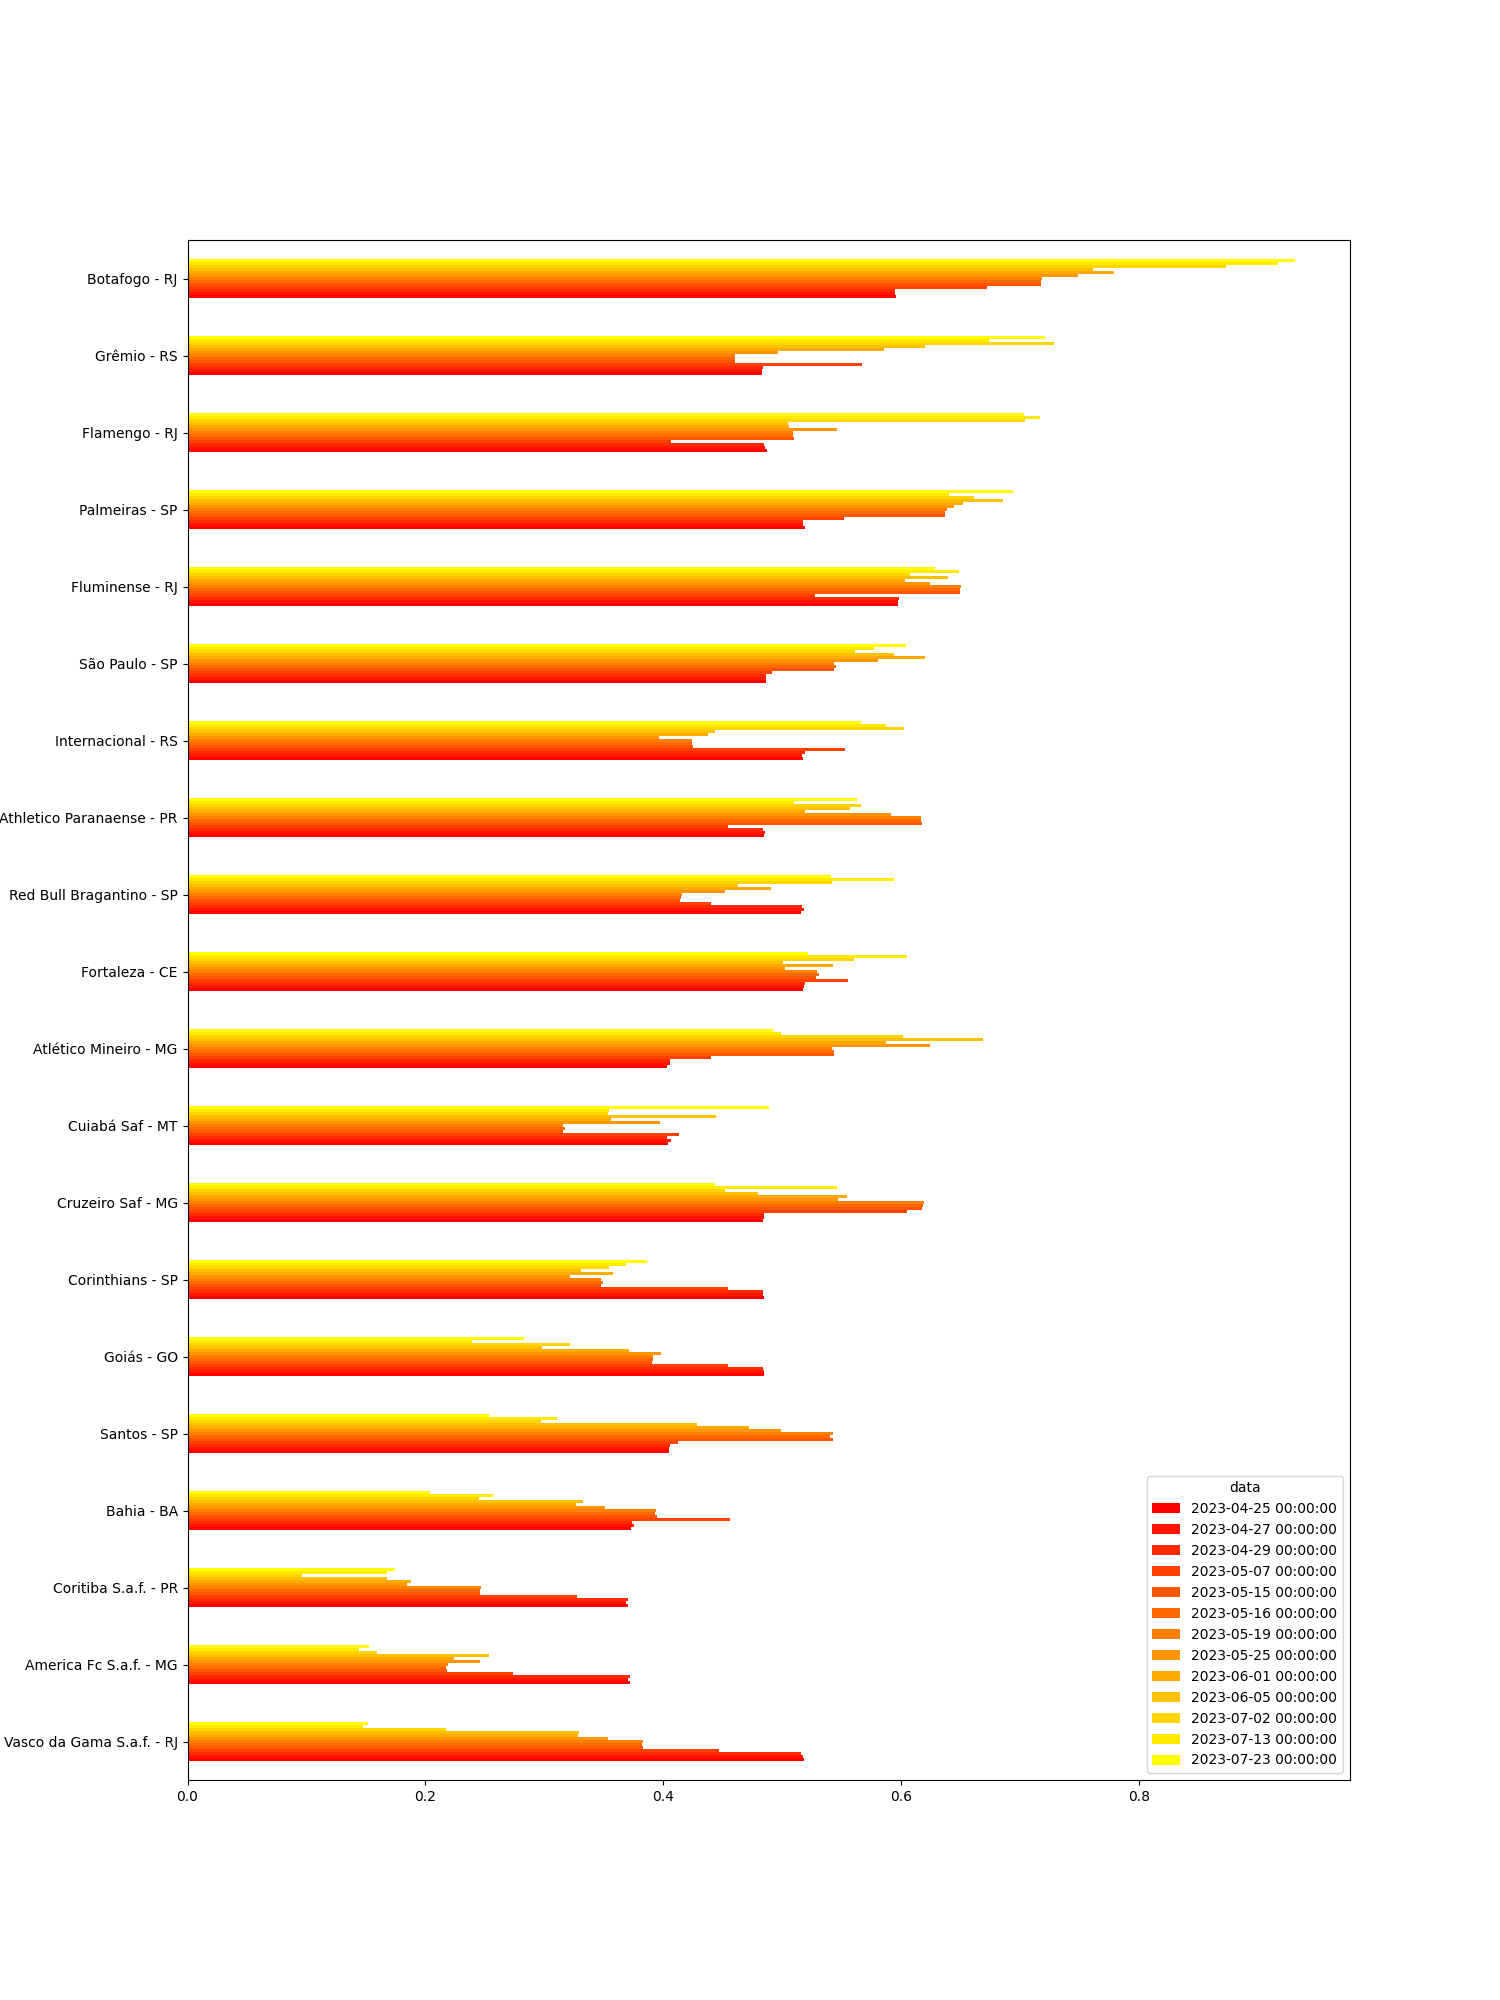 Botafogo - RJ
Grêmio - RS
Flamengo - RJ
Palmeiras - SP
Fluminense - RJ
São Paulo - SP
Internacional - RS
Athletico Paranaense - PR
Red Bull Bragantino - SP
Fortaleza - CE
Atlético Mineiro - MG
Cuiabá Saf - MT
Cruzeiro Saf - MG
Corinthians - SP
Goiás - GO
Santos - SP
Bahia - BA
Coritiba S.a.f. - PR
America Fc S.a.f. - MG
Vasco da Gama S.a.f. - RJ
0.0 0.2 0.4 0.6 0.8
data
2023-04-25 00:00:00
2023-04-27 00:00:00
2023-04-29 00:00:00
2023-05-07 00:00:00
2023-05-15 00:00:00
2023-05-16 00:00:00
2023-05-19 00:00:00
2023-05-25 00:00:00
2023-06-01 00:00:00
2023-06-05 00:00:00
2023-07-02 00:00:00
2023-07-13 00:00:00
2023-07-23 00:00:00